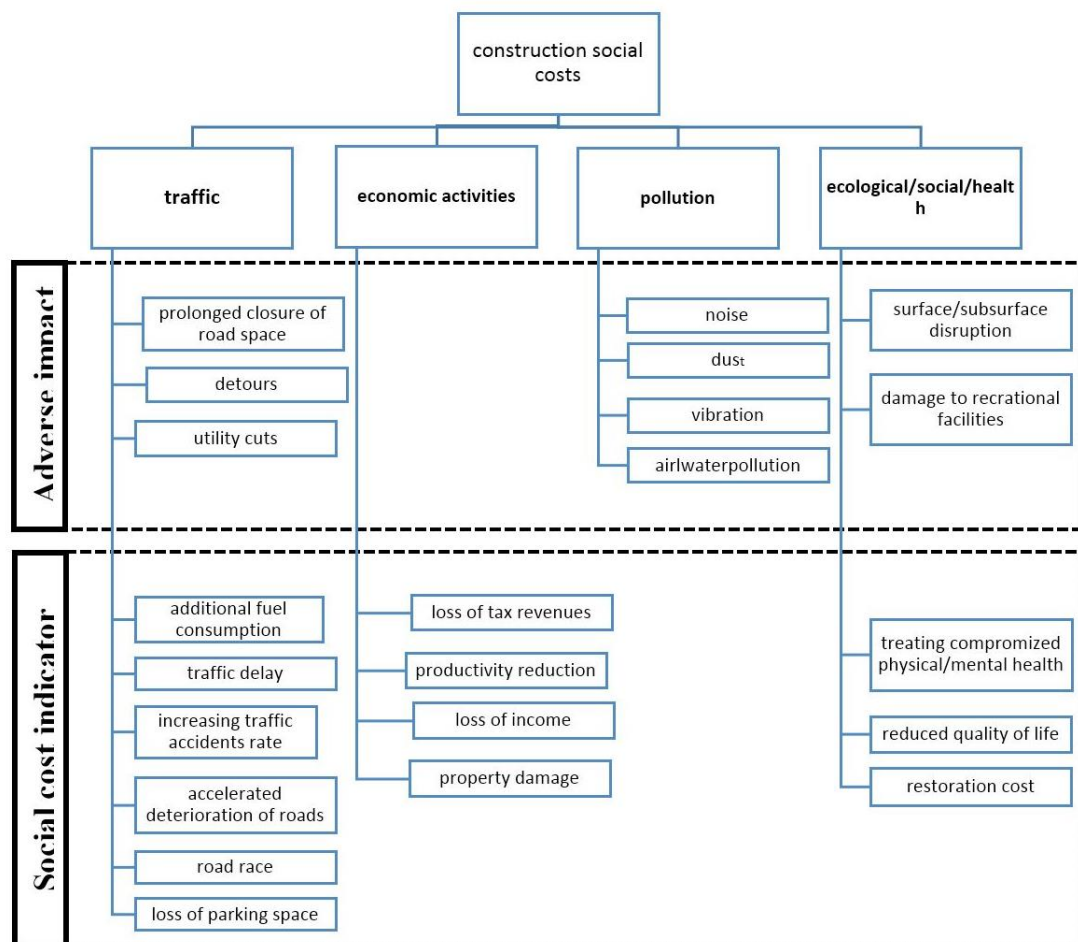 construction social
costs
traffic
economic activities
pollution
ecological/social/healt
h
Adverse impact
prolonged closure of
road space
detours
utility cuts
noise
dust
vibration
airlwaterpollution
surface/subsurface
disruption
damage to recrational
facilities
Social cost indicator
additional fuel
consumption
traffic delay
increasing traffic
accidents rate
accelerated
deterioration of roads
road race
loss of parking space
loss of tax revenues
productivity reduction
loss of income
property damage
treating compromized
physical/mental health
reduced quality of life
restoration cost